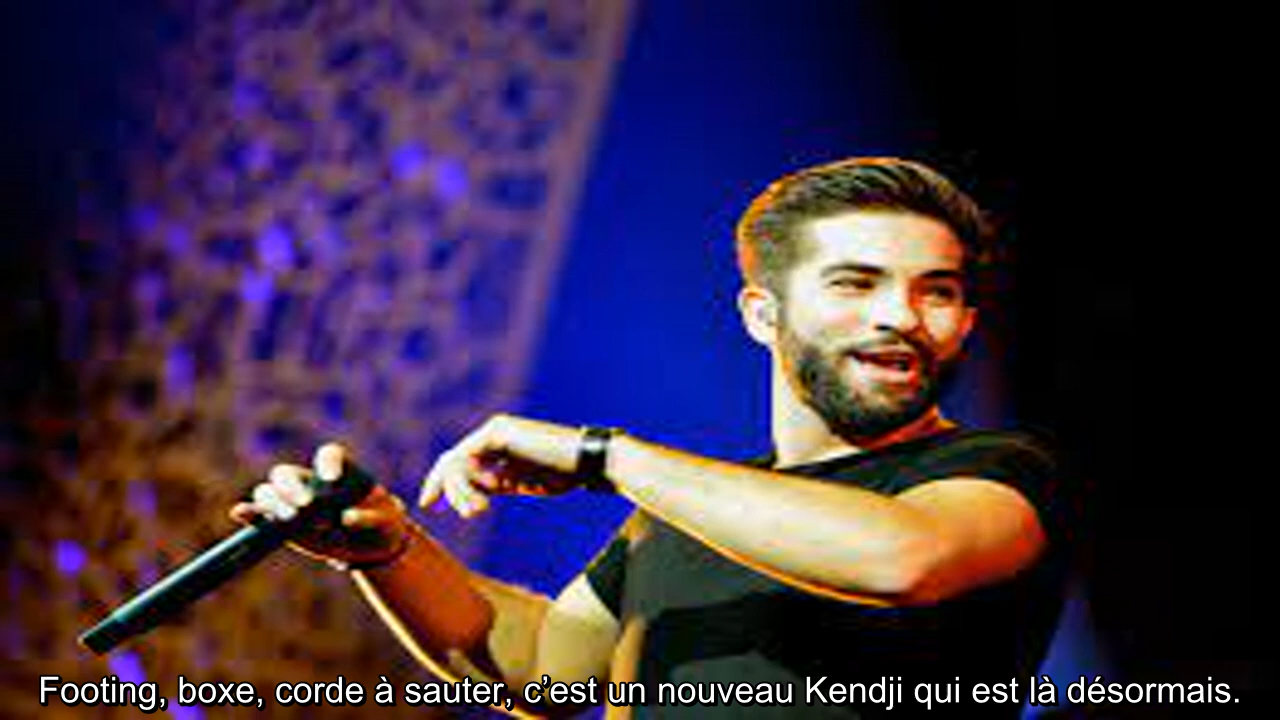 Footing, boxe, corde à sauter, c’est un nouveau Kendji qui est là désormais.